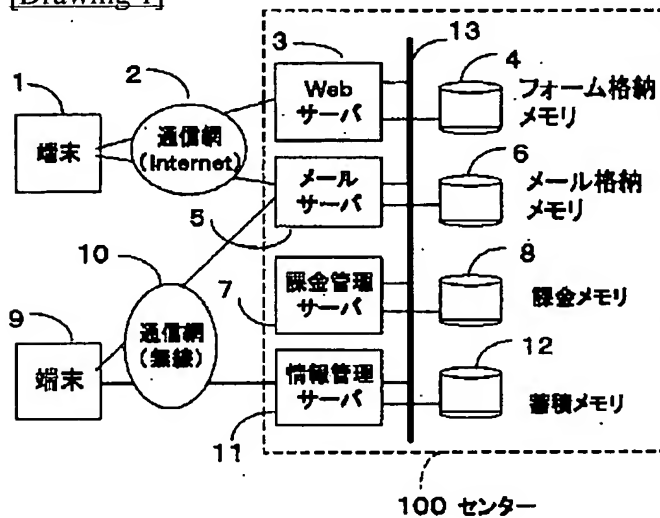 [Drawing 1]
1
端末
2
通信網
(Internet)
3
Web
サーバ
13
4
フォーム格納
メモリ
メール
サーバ
5
6
メール格納
メモリ
10
通信網
(無線)
7
課金管理
サーバ
8
課金メモリ
9
端末
情報管理
サーバ
11
12
蓄積メモリ
100 センター